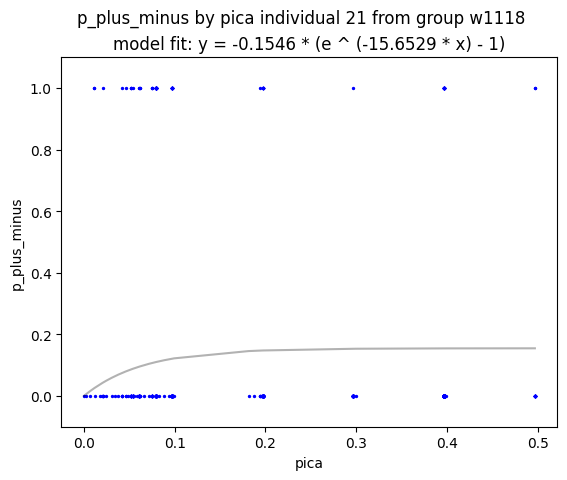 p_plus_minus by pica individual 21 from group w1118
model fit: y = -0.1546 * (e ^ (-15.6529 * x) - 1)
1.0
0.8
0.6
0.4
0.2
0.0
p_plus_minus
0.0 0.1 0.2 0.3 0.4 0.5
pica